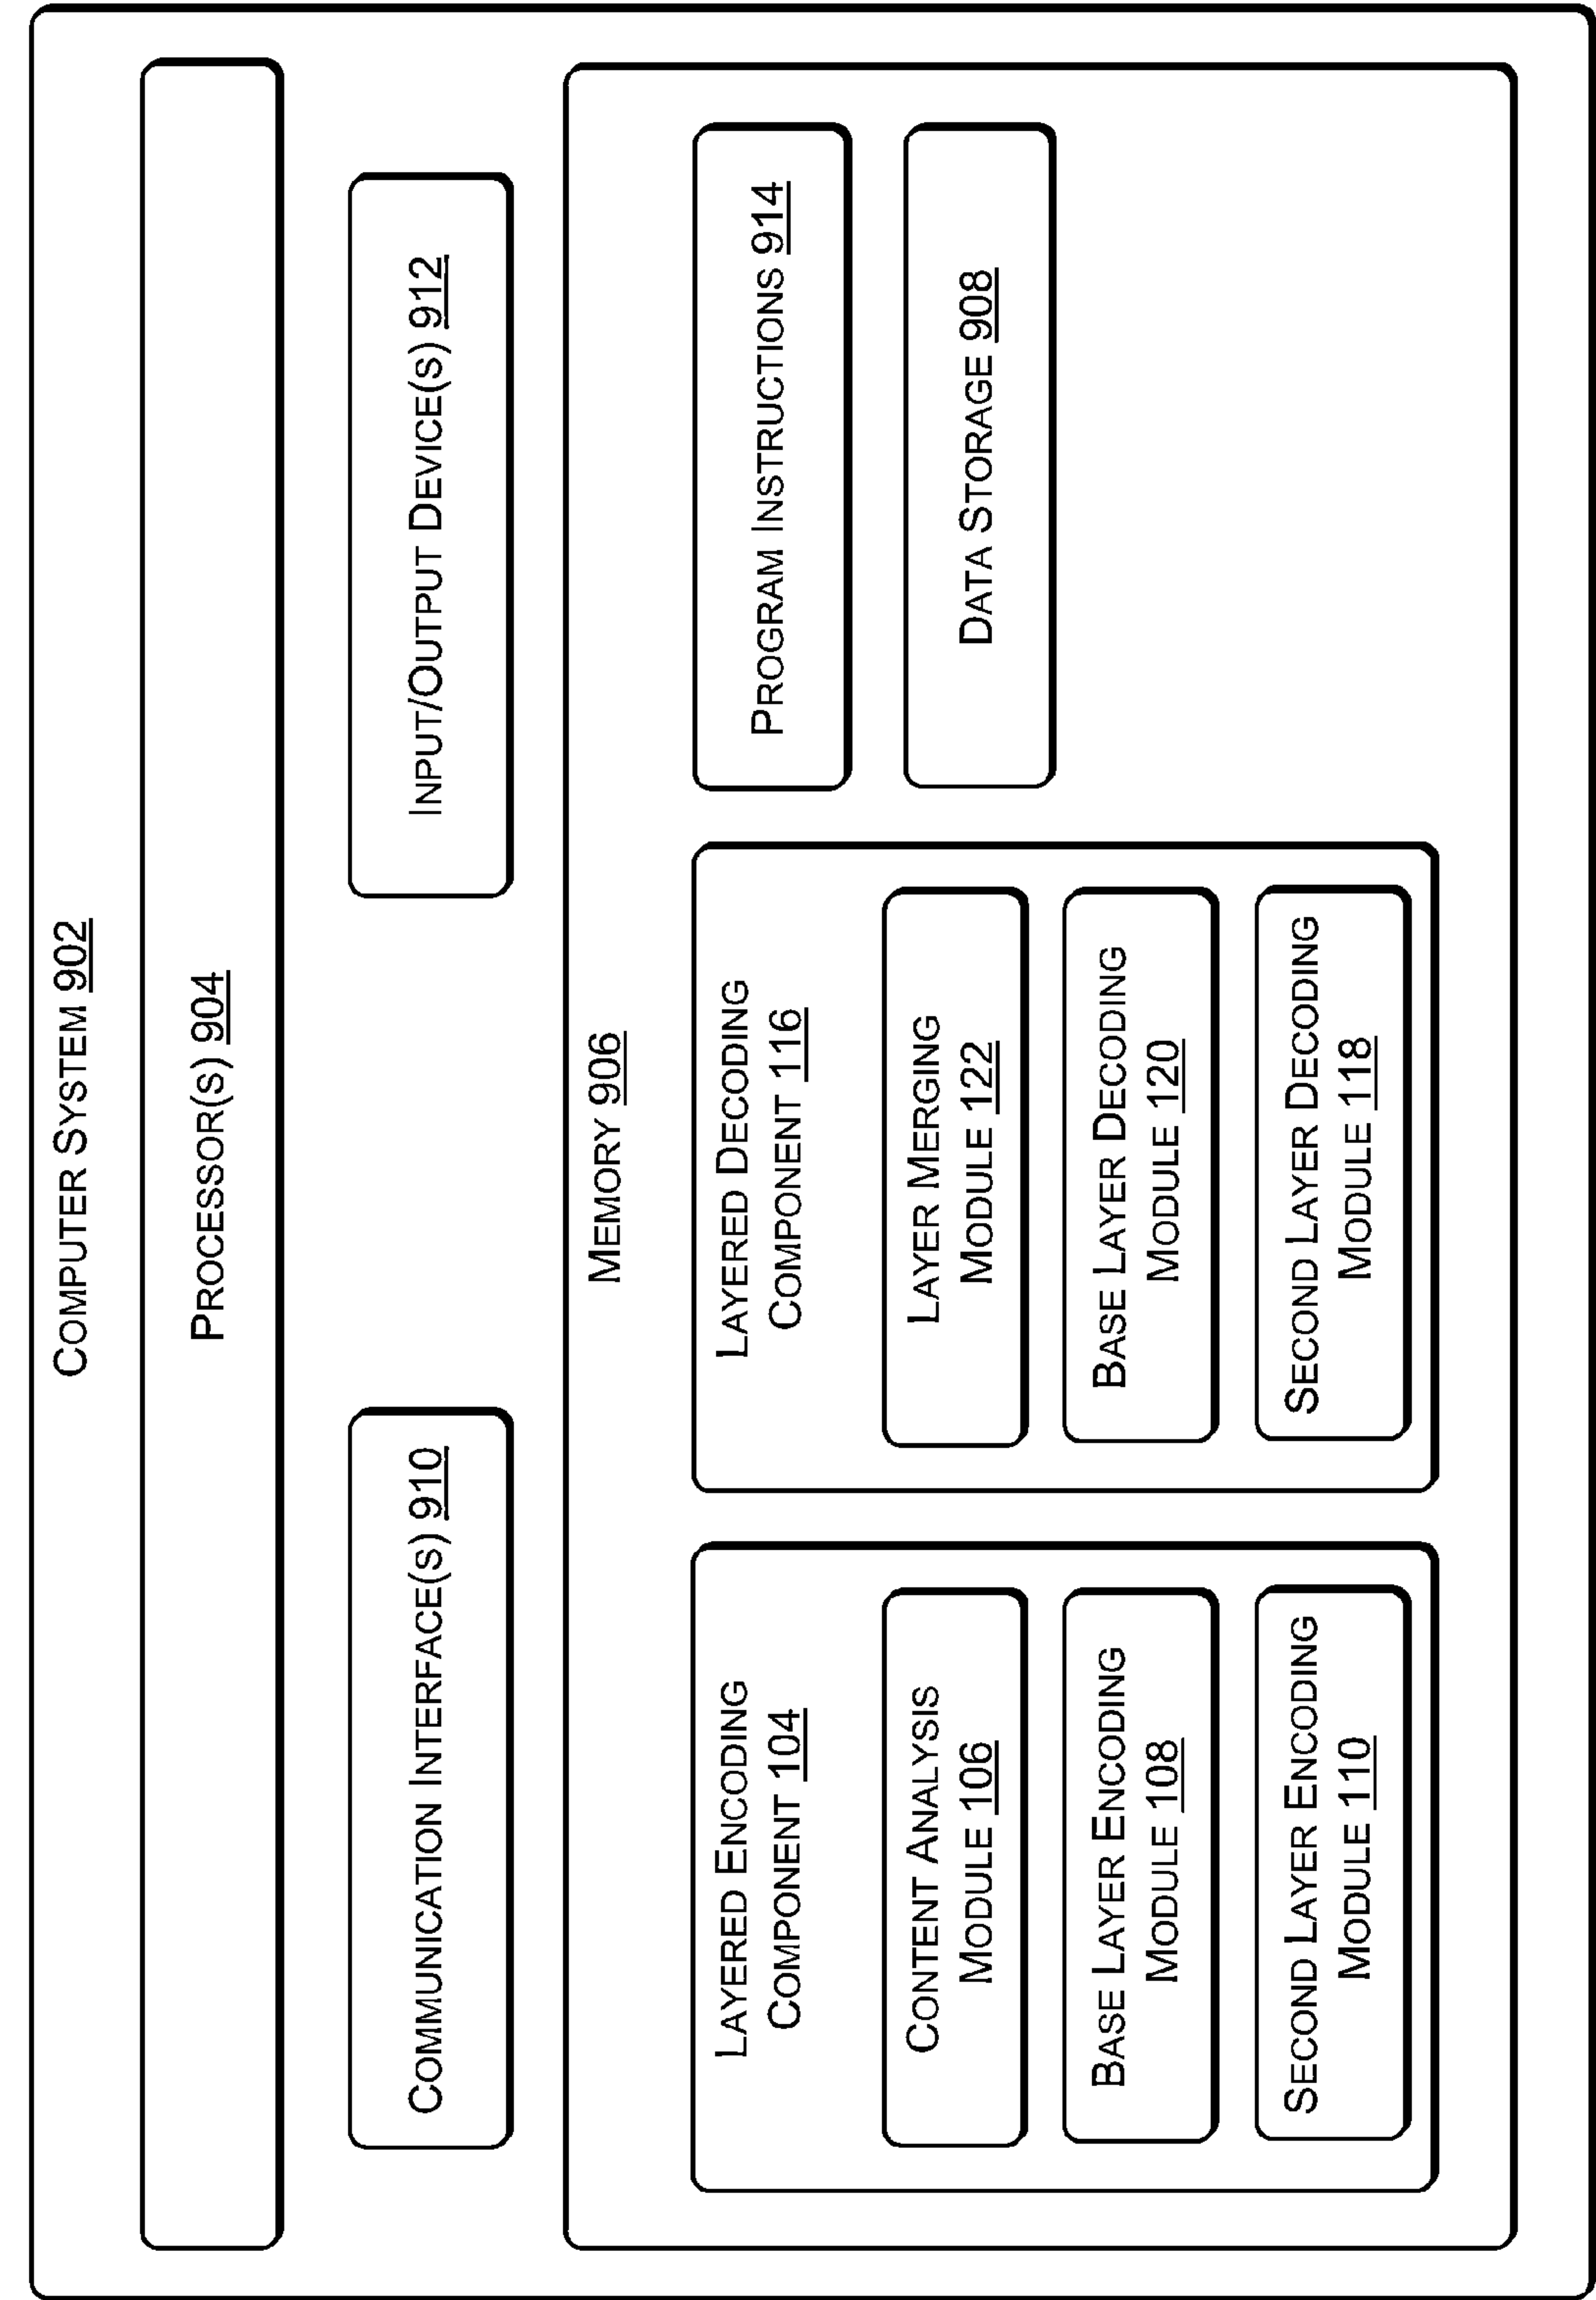 COMPUTER SYSTEM 902
PROCESSOR(S) 904
COMMUNICATION INTERFACE(S) 910
INPUT/OUTPUT DEVICE(S) 912
MEMORY 906
LAYERED ENCODING
COMPONENT 104
CONTENT ANALYSIS
MODULE 106
BASE LAYER ENCODING
MODULE 108
SECOND LAYER ENCODING
MODULE 110
LAYERED DECODING
COMPONENT 116
LAYER MERGING
MODULE 122
BASE LAYER DECODING
MODULE 120
SECOND LAYER DECODING
MODULE 118
PROGRAM INSTRUCTIONS 914
DATA STORAGE 908